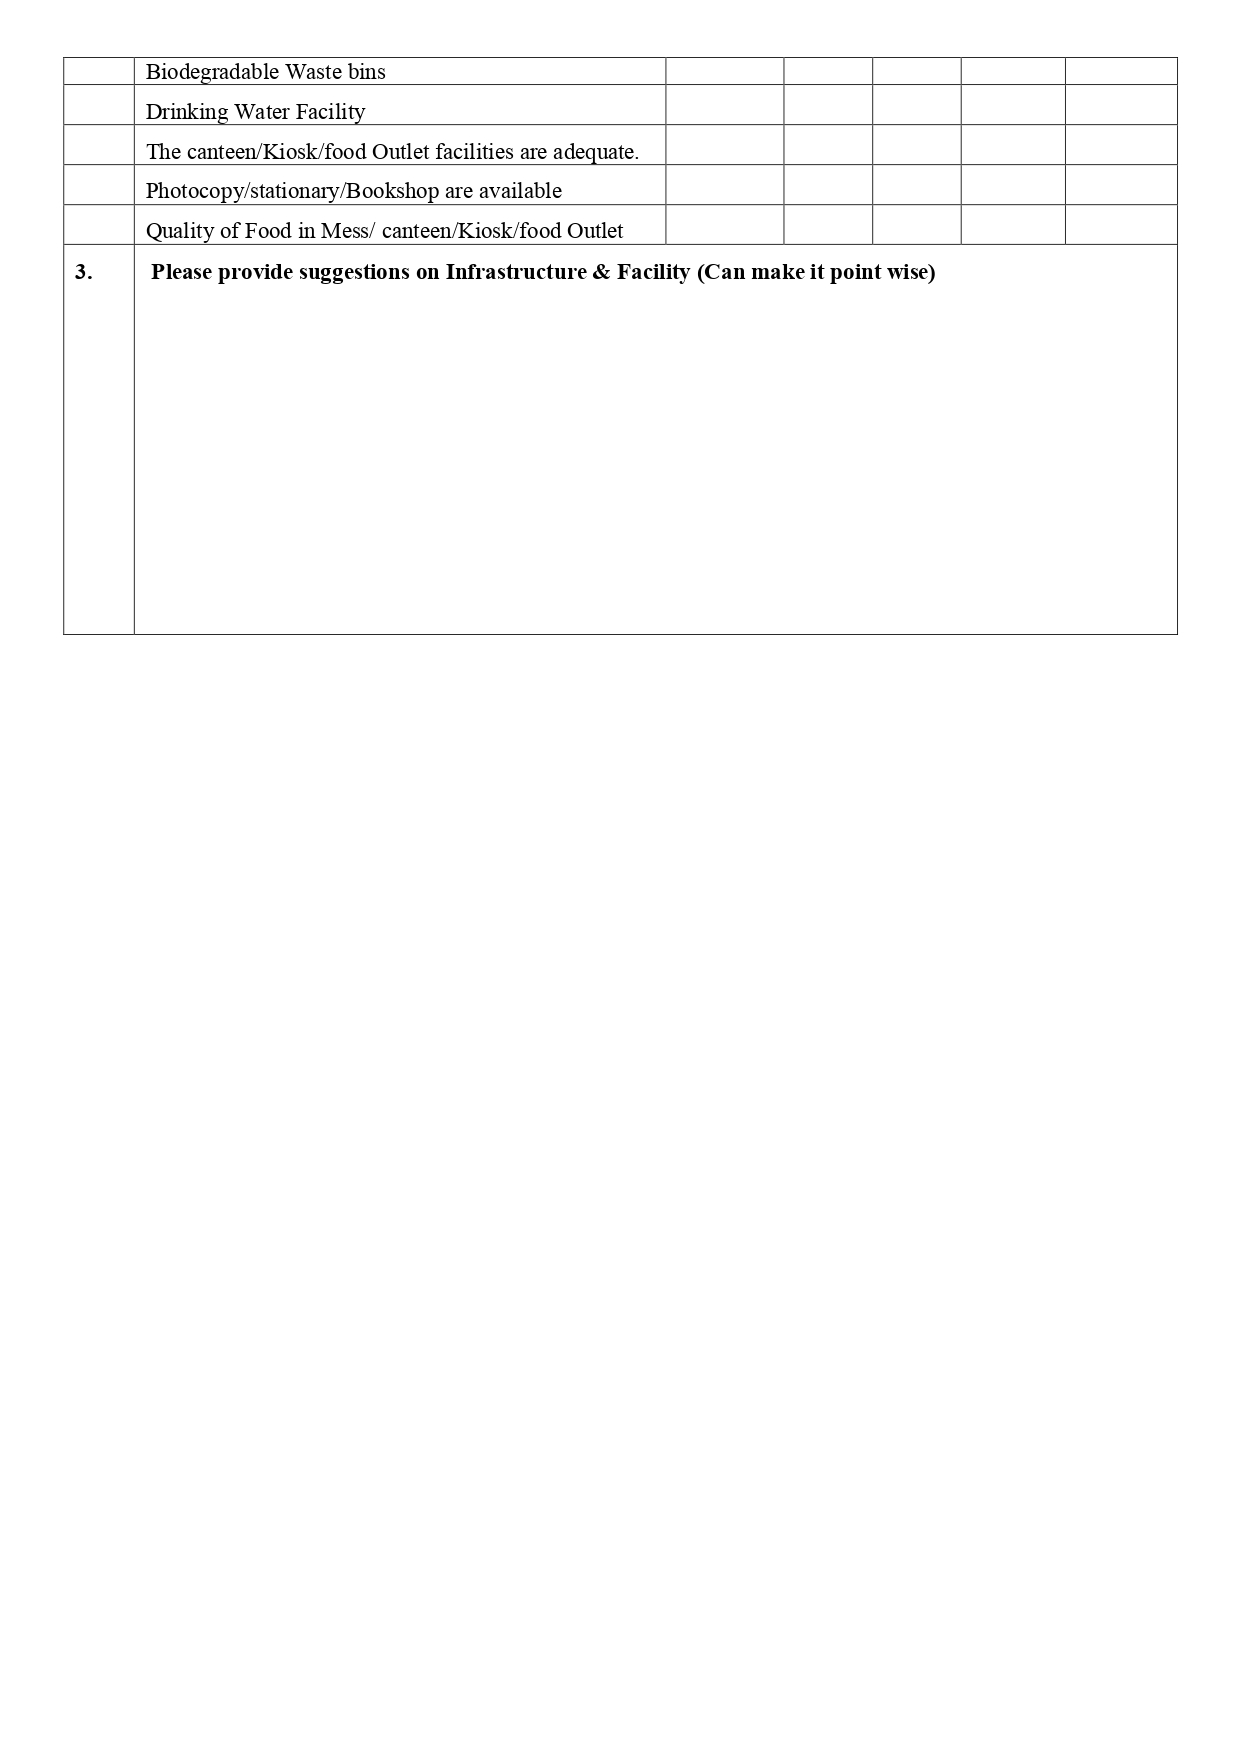 Biodegradable Waste bins
Drinking Water Facility
The canteen/Kiosk/food Outlet facilities are adequate.
Photocopy/stationary/Bookshop are available
Quality of Food in Mess/ canteen/Kiosk/food Outlet
3. Please provide suggestions on Infrastructure & Facility (Can make it point wise)